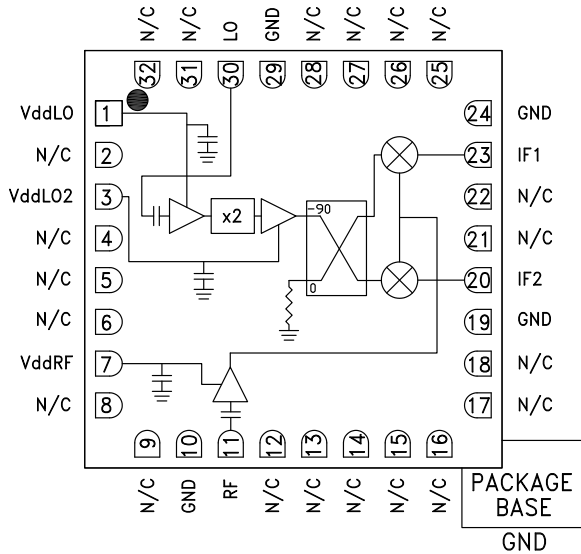 N/C N/C LO GND N/C N/C N/C N/C
32 31 30 29 28 27 26 25
VddLO 1
N/C 2
VddLO2 3
N/C 4
N/C 5
N/C 6
VddRF 7
N/C 8
x2
-90
0
24 GND
23 IF1
22 N/C
21 N/C
20 IF2
19 GND
18 N/C
17 N/C
9 10 11 12 13 14 15 16
N/C GND RF N/C N/C N/C N/C N/C
PACKAGE
BASE
GND